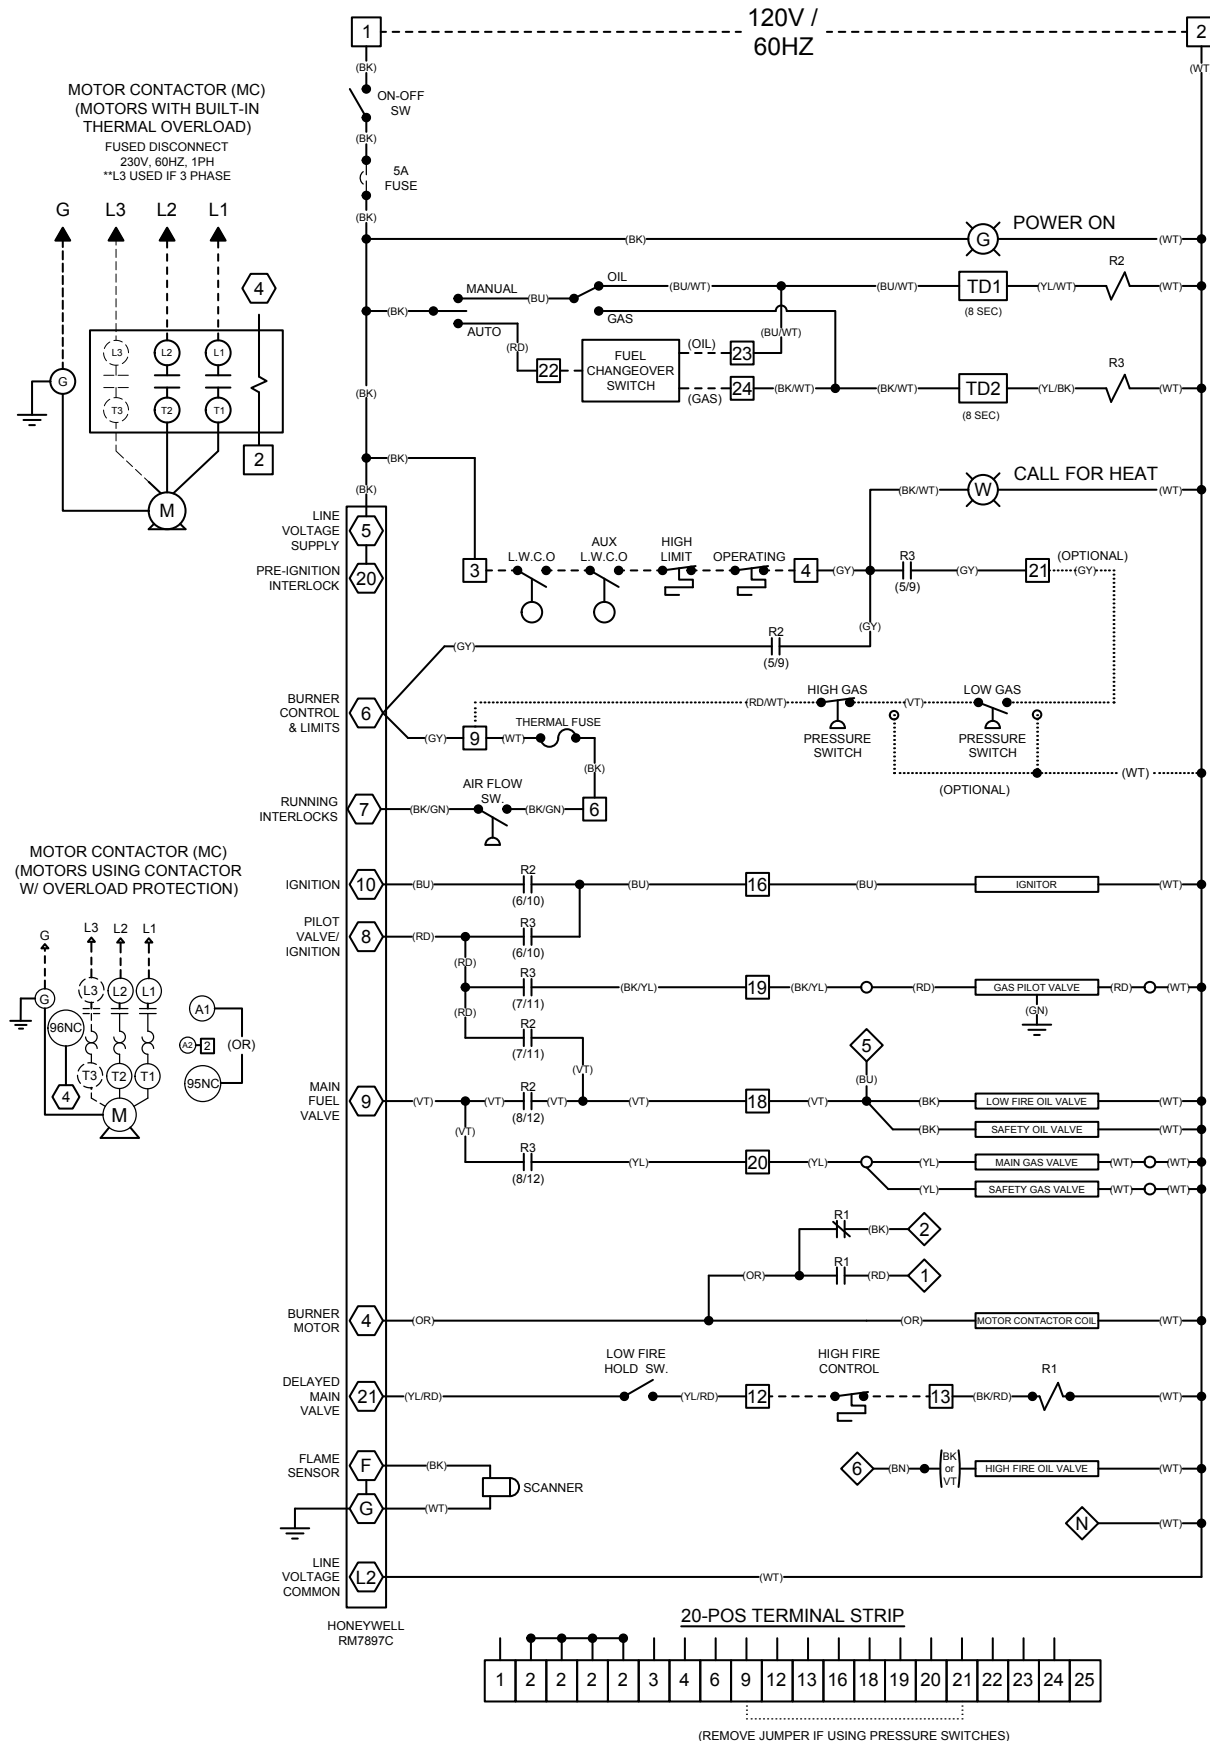 120V /
60HZ
1
2
(BK)
(WT
ON-OFF
SW
(BK)
5A
FUSE
(BK)
MOTOR CONTACTOR (MC)
(MOTORS WITH BUILT-IN
THERMAL OVERLOAD)
FUSED DISCONNECT
230V, 60HZ, 1PH
**L3 USED IF 3 PHASE
G L3 L2 L1
4
L3 L2 L1
G
T3 T2 T1
2
M
(BK) G POWER ON (WT)
(BK) MANUAL (BU) OIL (BU/WT) (BU/WT) TD1 (YL/WT) R2 (WT)
(8 SEC)
AUTO GAS
(RD) (BU/WT)
22 FUEL
CHANGEOVER
SWITCH (OIL) 23
(GAS) 24 (BK/WT) (BK/WT) TD2 (YL/BK) R3 (WT)
(8 SEC)
(BK)
(BK)
(BK)
(BK/WT) W CALL FOR HEAT (WT)
LINE
VOLTAGE
SUPPLY 5
PRE-IGNITION
INTERLOCK 20
3 L.W.C.O AUX
L.W.C.O HIGH
LIMIT OPERATING 4 (GY) R3 (GY) 21 (OPTIONAL)
(GY)
(5/9)
(GY)
(GY) R2
(5/9)
BURNER
CONTROL
& LIMITS 6
(RD/WT) HIGH GAS (VT) LOW GAS
PRESSURE
SWITCH PRESSURE
SWITCH
(GY) 9 (WT) THERMAL FUSE
(BK)
(WT)
(OPTIONAL)
RUNNING
INTERLOCKS 7 (BK/GN) AIR FLOW
SW. (BK/GN) 6
MOTOR CONTACTOR (MC)
(MOTORS USING CONTACTOR
W/ OVERLOAD PROTECTION)
G L3 L2 L1
G L3 L2 L1
96NC
A1
A2 2 (OR)
95NC
4 T3 T2 T1
M
IGNITION 10 (BU) R2 (BU) 16 (BU) IGNITOR (WT)
(6/10)
PILOT
VALVE/
IGNITION 8 (RD) R3
(6/10)
(RD)
R3 (BK/YL) 19 (BK/YL) (RD) GAS PILOT VALVE (RD) (WT)
(7/11)
(GN)
(RD)
R2
(7/11)
(VT)
5
(BU)
MAIN
FUEL
VALVE 9 (VT) (VT) R2 (VT) (VT) 18 (VT) (BK) LOW FIRE OIL VALVE (WT)
(8/12)
(BK) SAFETY OIL VALVE (WT)
(VT)
R3 (YL) 20 (YL) (YL) MAIN GAS VALVE (WT) (WT)
(8/12)
(YL) SAFETY GAS VALVE (WT) (WT)
R1 (BK) 2
(OR) R1 (RD) 1
BURNER
MOTOR 4 (OR) (OR) MOTOR CONTACTOR COIL (WT)
DELAYED
MAIN
VALVE 21 (YL/RD) LOW FIRE
HOLD SW. (YL/RD) 12 HIGH FIRE
CONTROL 13 (BK/RD) R1 (WT)
FLAME
SENSOR F (BK)
SCANNER
G (WT)
6 (BN) (BK
or
VT) HIGH FIRE OIL VALVE (WT)
N (WT)
LINE
VOLTAGE
COMMON L2 (WT)
HONEYWELL
RM7897C
20-POS TERMINAL STRIP
1 2 2 2 2 3 4 6 9 12 13 16 18 19 20 21 22 23 24 25
(REMOVE JUMPER IF USING PRESSURE SWITCHES)